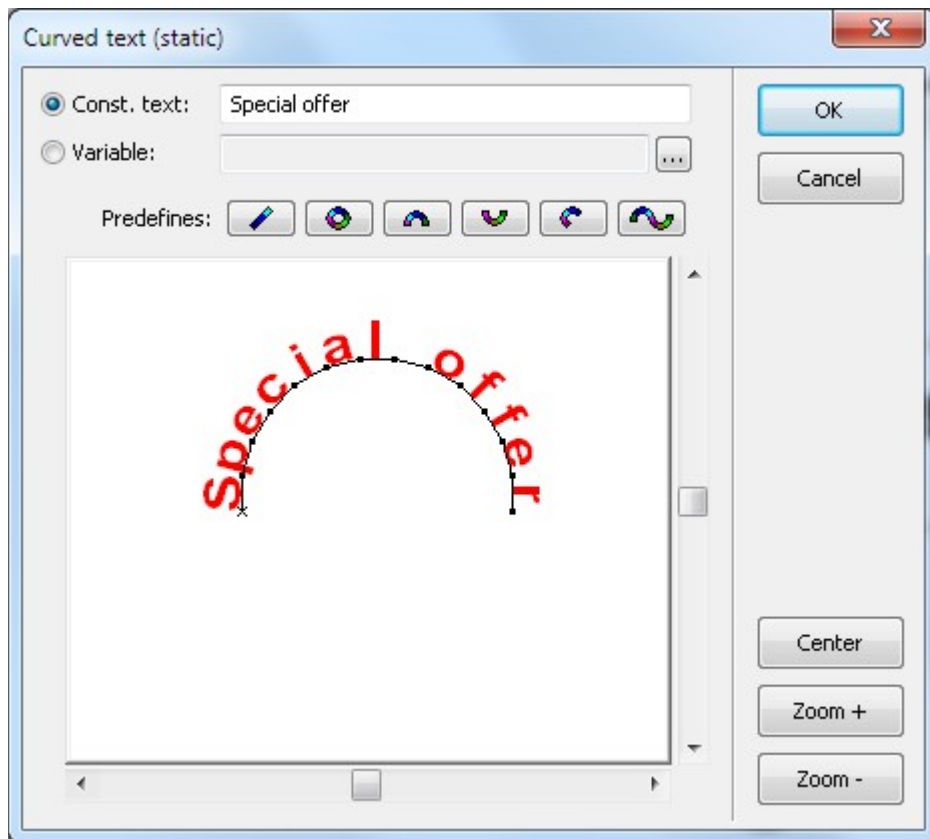 Curved text (static)
Const. text: Special offer
OK
Variable: ...
Cancel
Predefines:
Special offer
Center
Zoom +
Zoom -